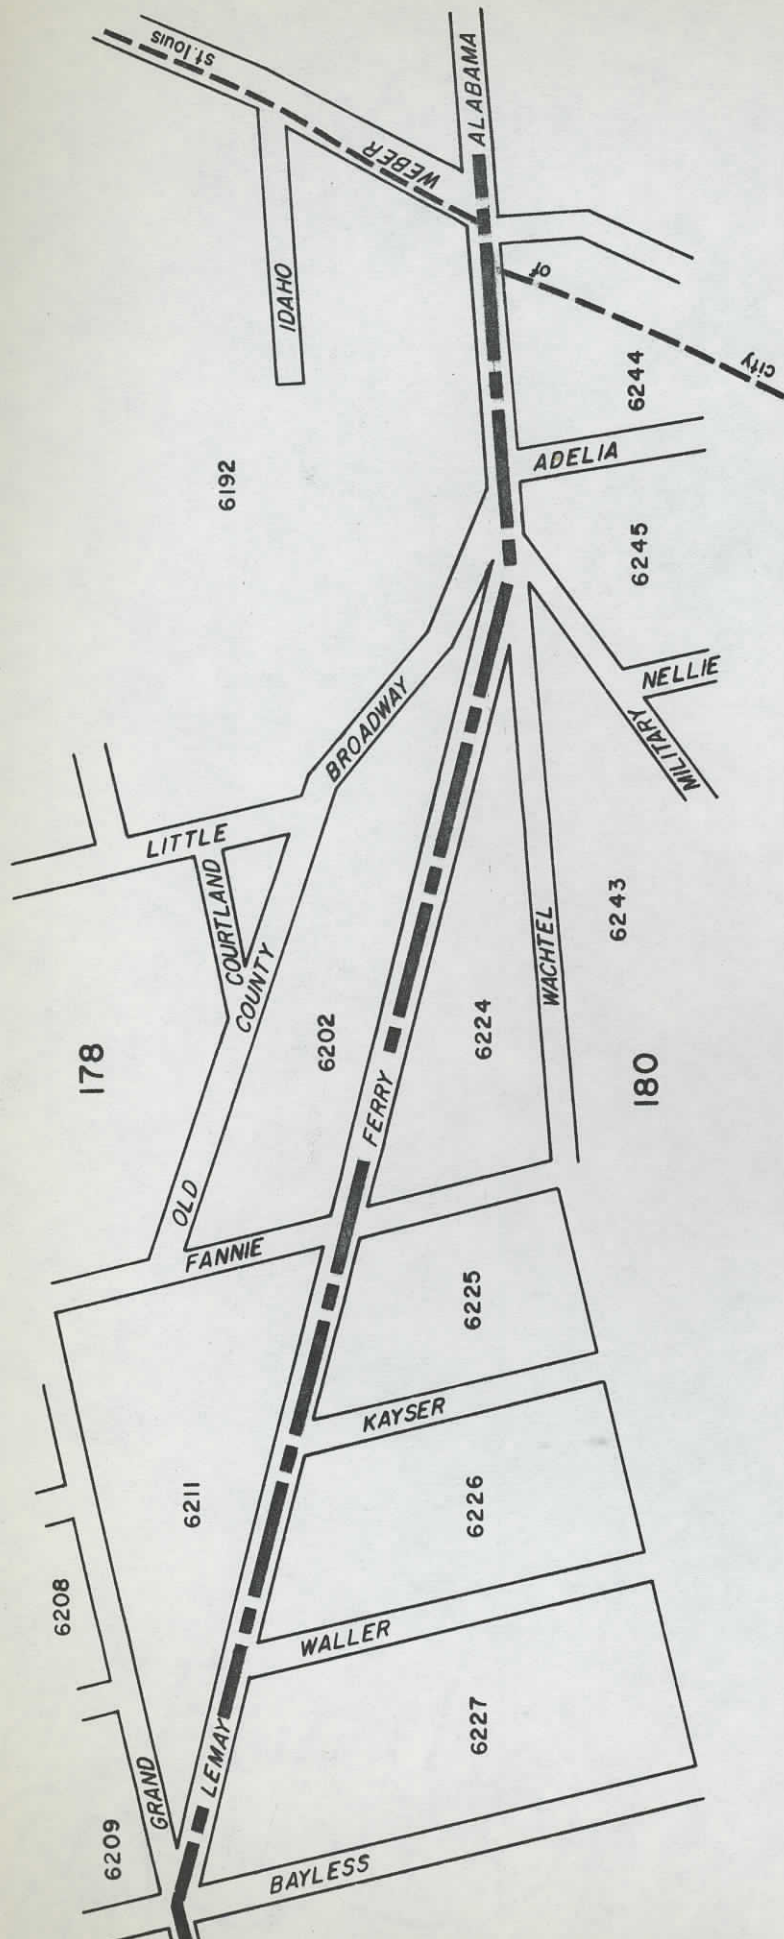 st. louis
ALABAMA
WEBER
IDAHO
of
city
6244
ADELIA
6192
6245
NELLIE
MILITARY
BROADWAY
LITTLE
COURTLAND
COUNTY
6243
WACHTEL
6202
6224
178
180
FERRY
OLD
FANNIE
6225
KAYSER
6211
6226
6208
WALLER
6227
LEMAY
GRAND
6209
BAYLESS